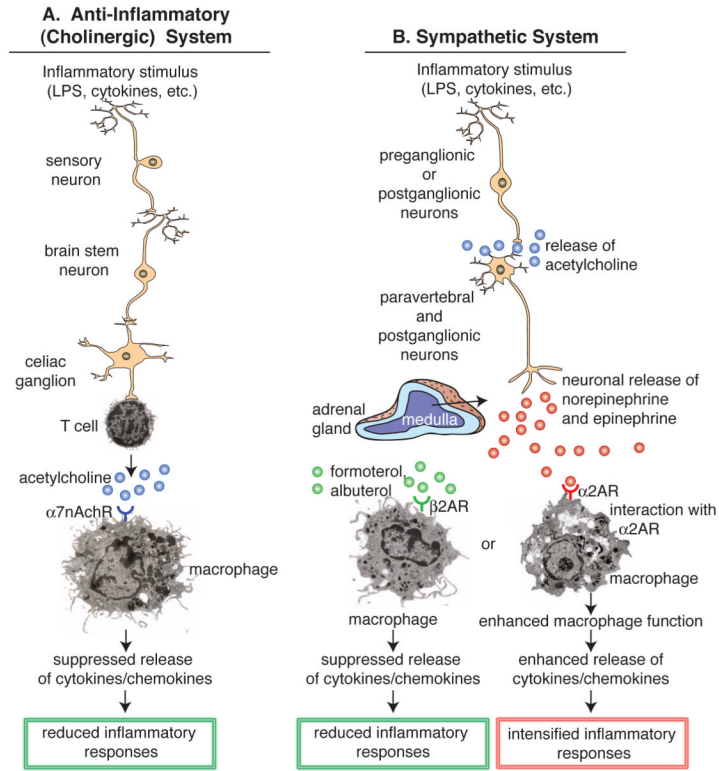 A. Anti-Inflammatory
(Cholinergic) System
Inflammatory stimulus
(LPS, cytokines, etc.)
sensory
neuron
brain stem
neuron
celiac
ganglion
T cell
acetylcholine
α7nAchR
macrophage
suppressed release
of cytokines/chemokines
reduced inflammatory
responses
B. Sympathetic System
Inflammatory stimulus
(LPS, cytokines, etc.)
preganglionic
or
postganglionic
neurons
release of
acetylcholine
paravertebral
and
postganglionic
neurons
adrenal
gland
medulla
neuronal release of
norepinephrine
and epinephrine
formoterol,
albuterol
β2AR
or
α2AR
interaction with
α2AR
macrophage
macrophage
enhanced macrophage function
suppressed release
of cytokines/chemokines
enhanced release of
cytokines/chemokines
reduced inflammatory
responses
intensified inflammatory
responses